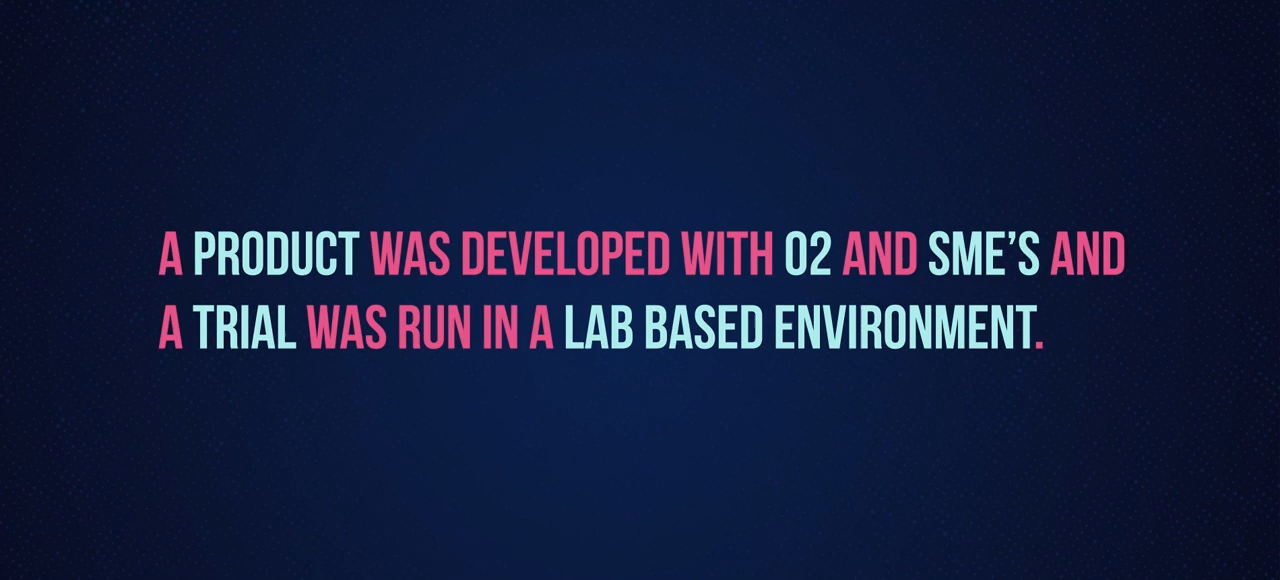 A PRODUCT WAS DEVELOPED WITH O2 AND SME’S AND
A TRIAL WAS RUN IN A LAB BASED ENVIRONMENT.